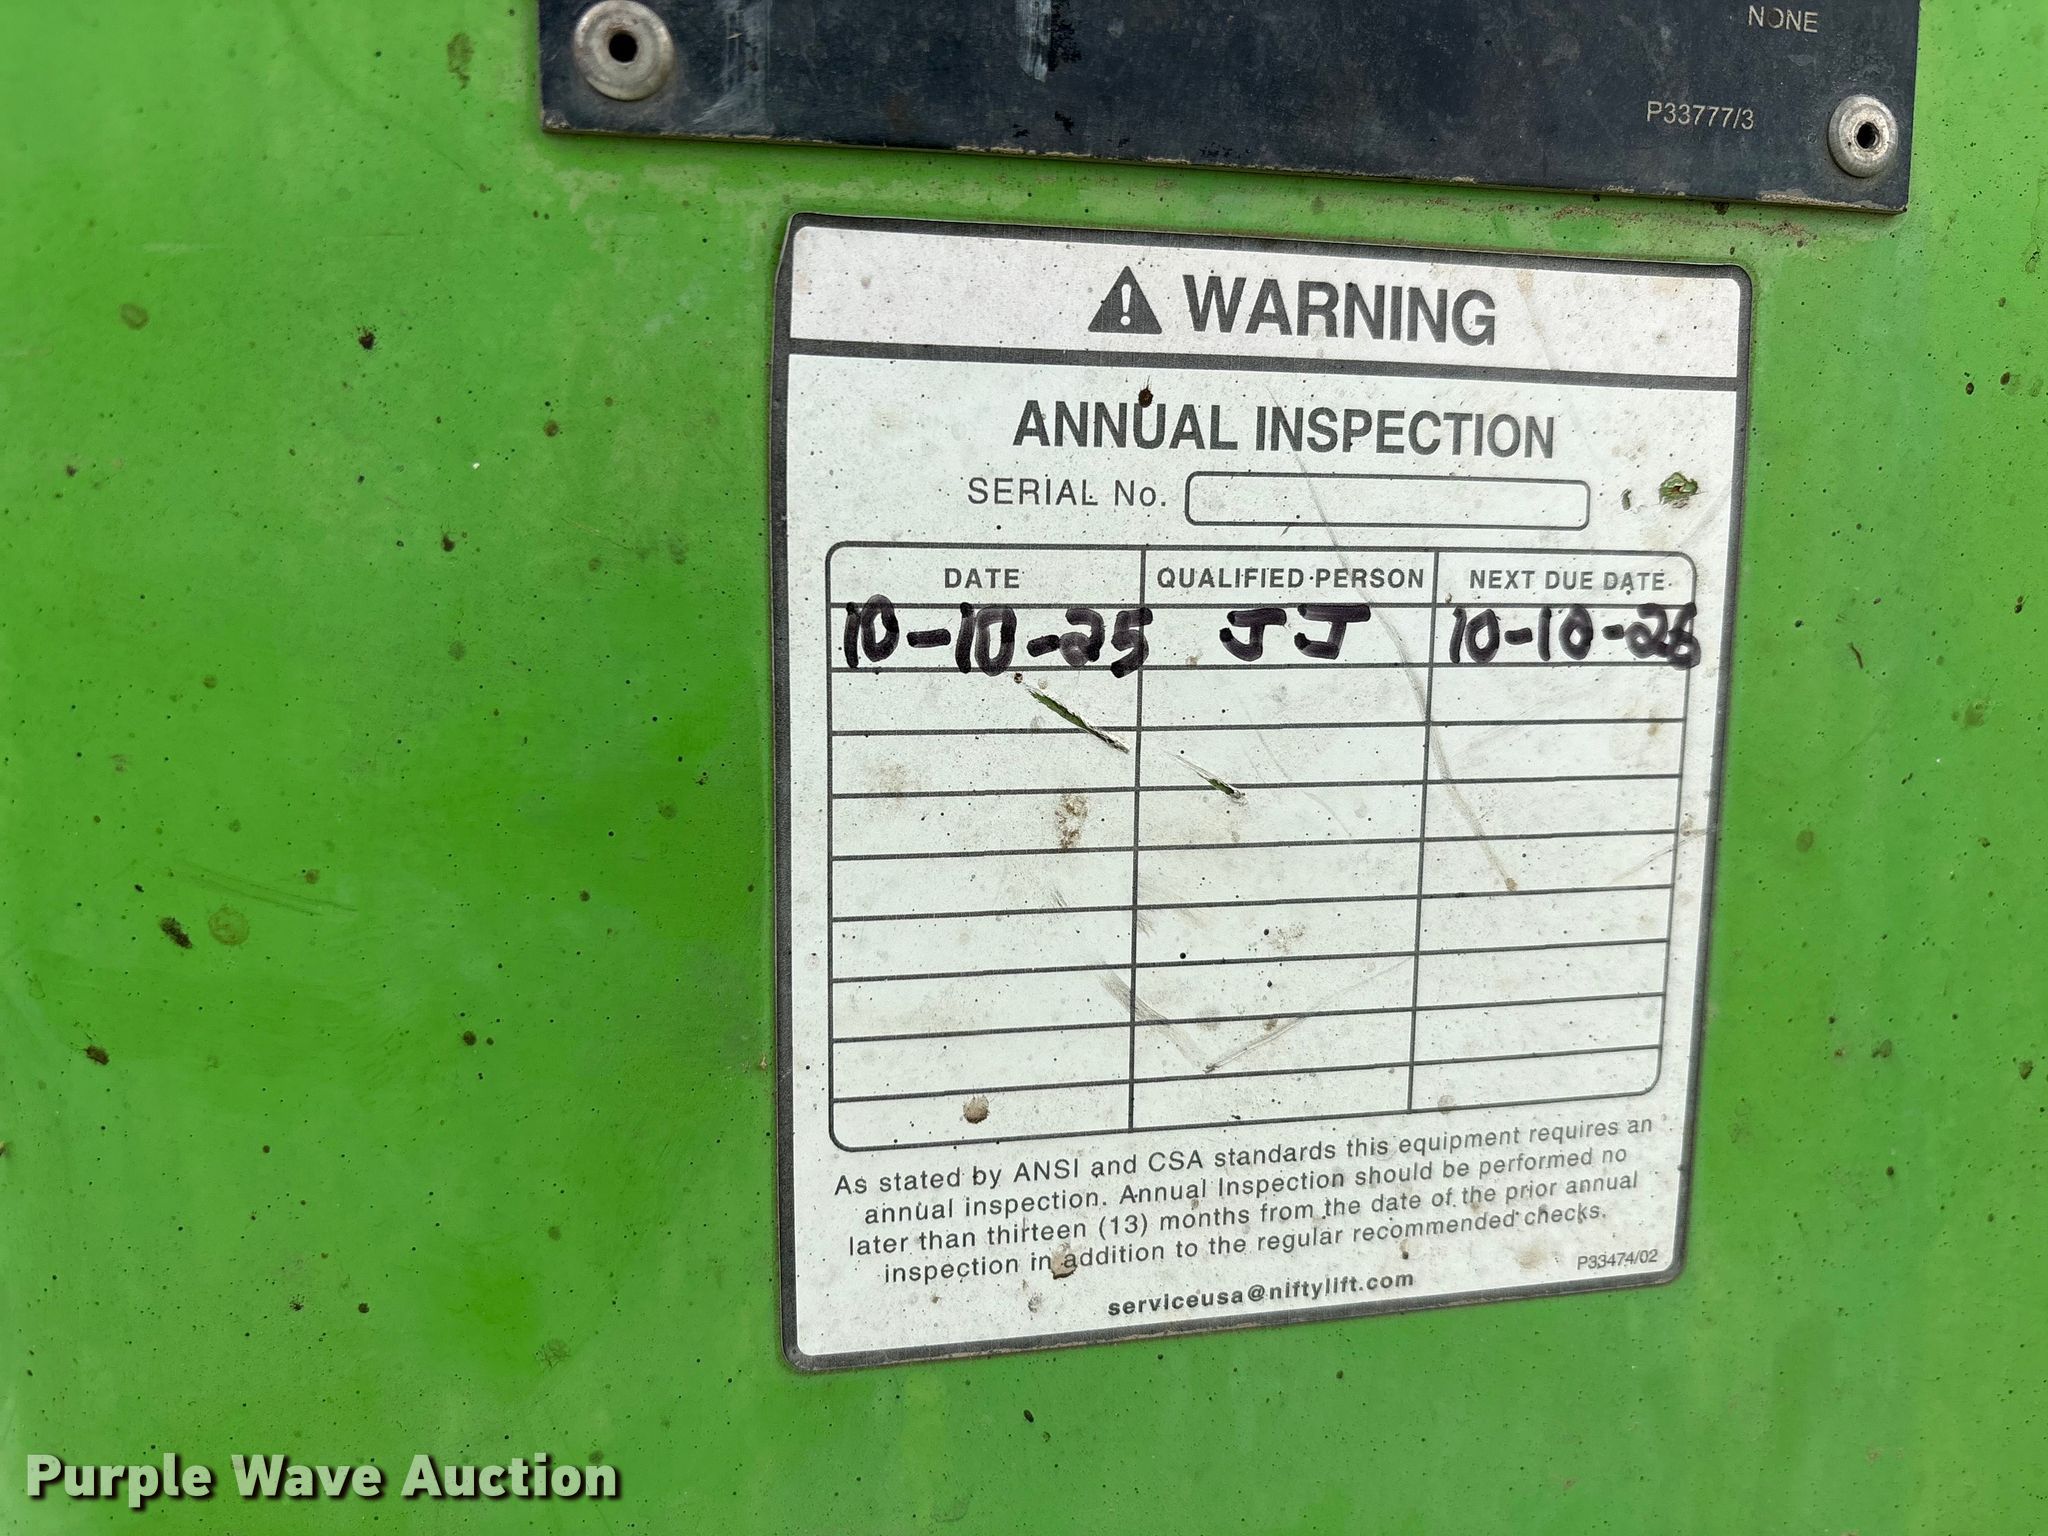 NONE
P33777/3
WARNING
ANNUAL INSPECTION
SERIAL No.
DATE QUALIFIED PERSON NEXT DUE DATE
10-10-25 JJ 10-10-26
As stated by ANSI and CSA standards this equipment requires an
annual inspection. Annual Inspection should be performed no
later than thirteen (13) months from the date of the prior annual
inspection in addition to the regular recommended checks.
P33474/02
serviceusa@niftylift.com
Purple Wave Auction